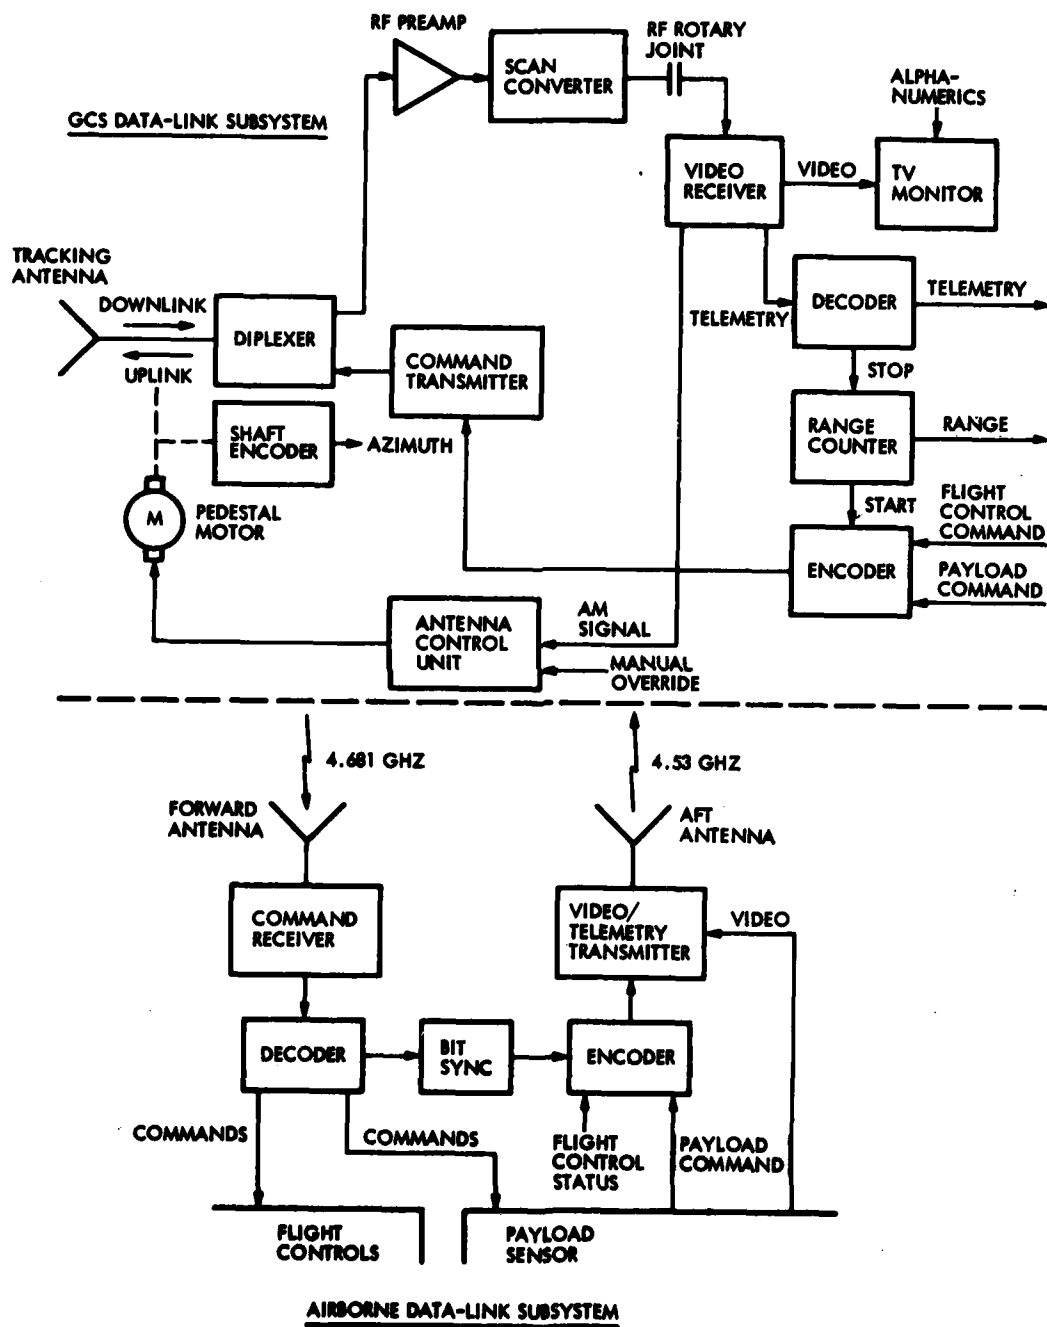 RF PREAMP
SCAN
CONVERTER
RF ROTARY
JOINT
ALPHA-
NUMERICS
GCS DATA-LINK SUBSYSTEM
VIDEO
RECEIVER
VIDEO
TV
MONITOR
TRACKING
ANTENNA
DOWNLINK
UPLINK
DIPLEXER
COMMAND
TRANSMITTER
TELEMETRY
DECODER
TELEMETRY
STOP
SHAFT
ENCODER
AZIMUTH
RANGE
COUNTER
RANGE
M
PEDESTAL
MOTOR
START
FLIGHT
CONTROL
COMMAND
ENCODER
PAYLOAD
COMMAND
ANTENNA
CONTROL
UNIT
AM
SIGNAL
MANUAL
OVERRIDE
4.681 GHZ
4.53 GHZ
FORWARD
ANTENNA
AFT
ANTENNA
COMMAND
RECEIVER
VIDEO/
TELEMETRY
TRANSMITTER
VIDEO
DECODER
BIT
SYNC
ENCODER
COMMANDS
COMMANDS
FLIGHT
CONTROL
STATUS
PAYLOAD
COMMAND
FLIGHT
CONTROLS
PAYLOAD
SENSOR
AIRBORNE DATA-LINK SUBSYSTEM